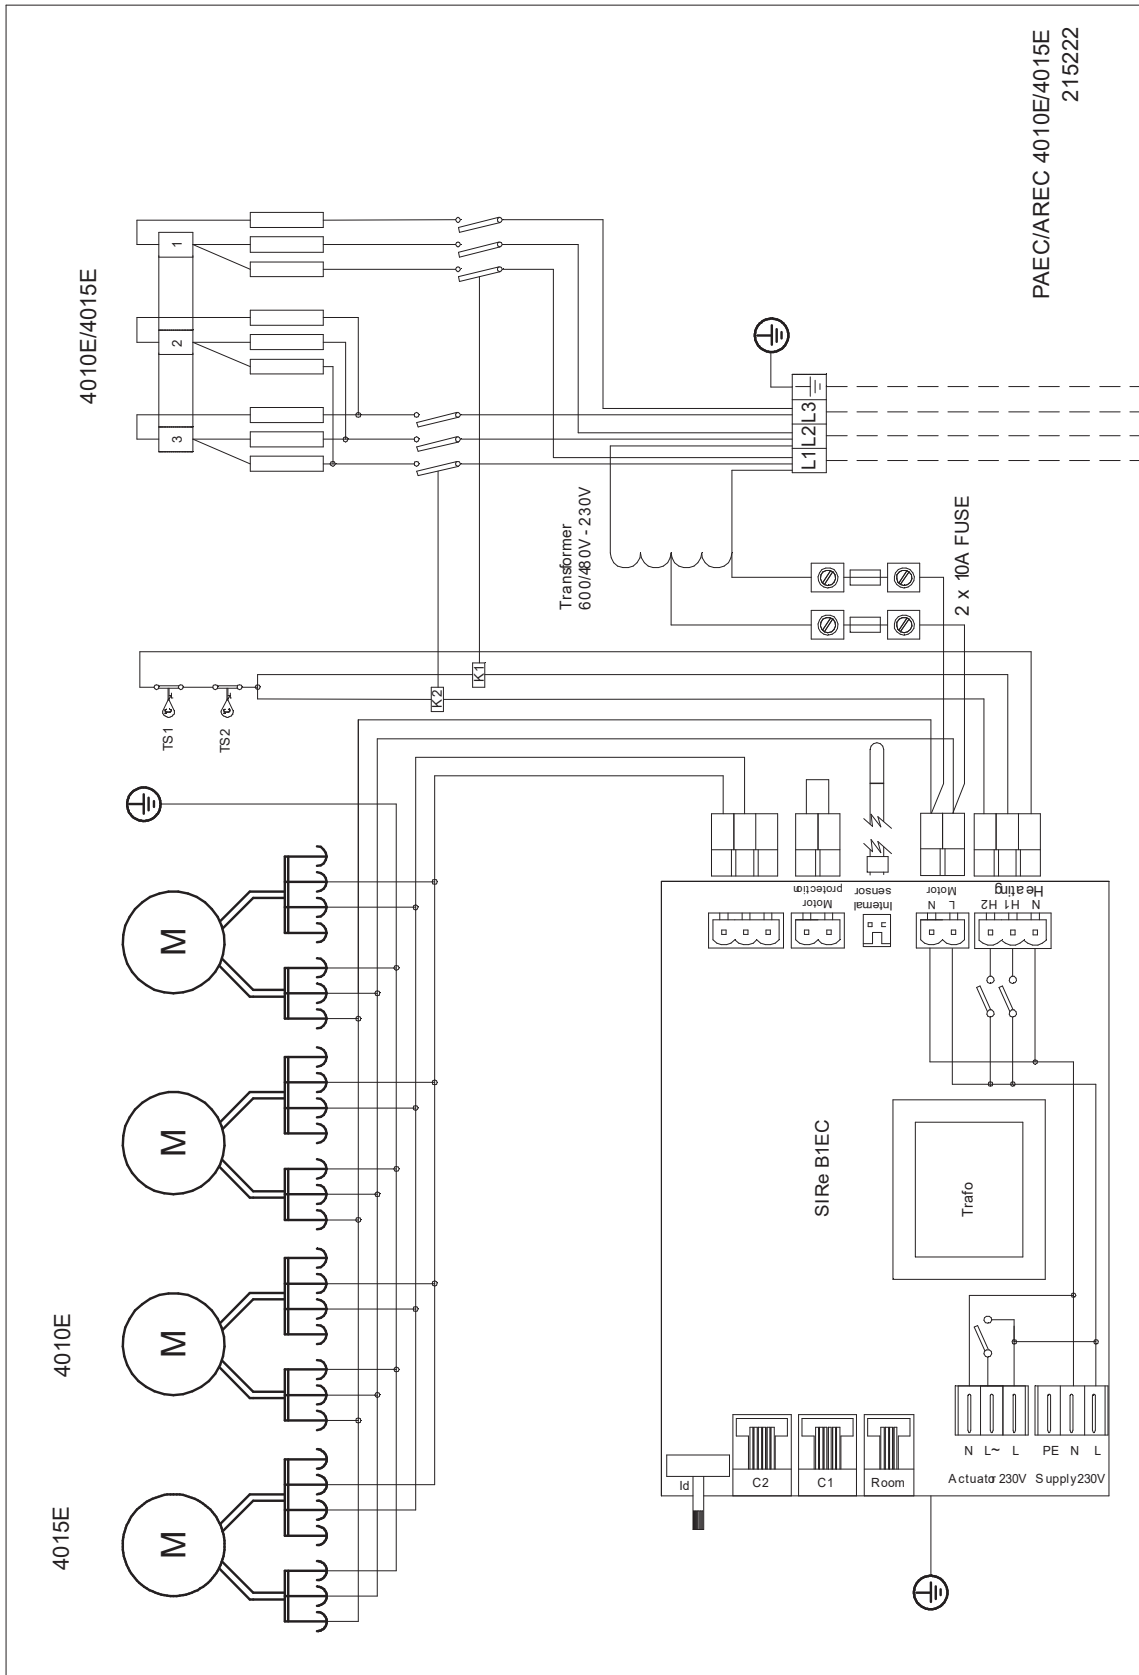 PAEC/AREC 4010E/4015E
215222
4010E/4015E
1
2
3
L1
L2
L3
Transformer
600/480V - 230V
2 x 10A FUSE
K1
K2
TS1
TS2
M
M
M
M
4010E
4015E
Motor
protection
Internal
sensor
Motor
N
L
Heating
H2
H1
N
SIRe B1EC
Trafo
Id
C2
C1
Room
N
L~
L
PE
N
L
Actuator 230V
Supply 230V